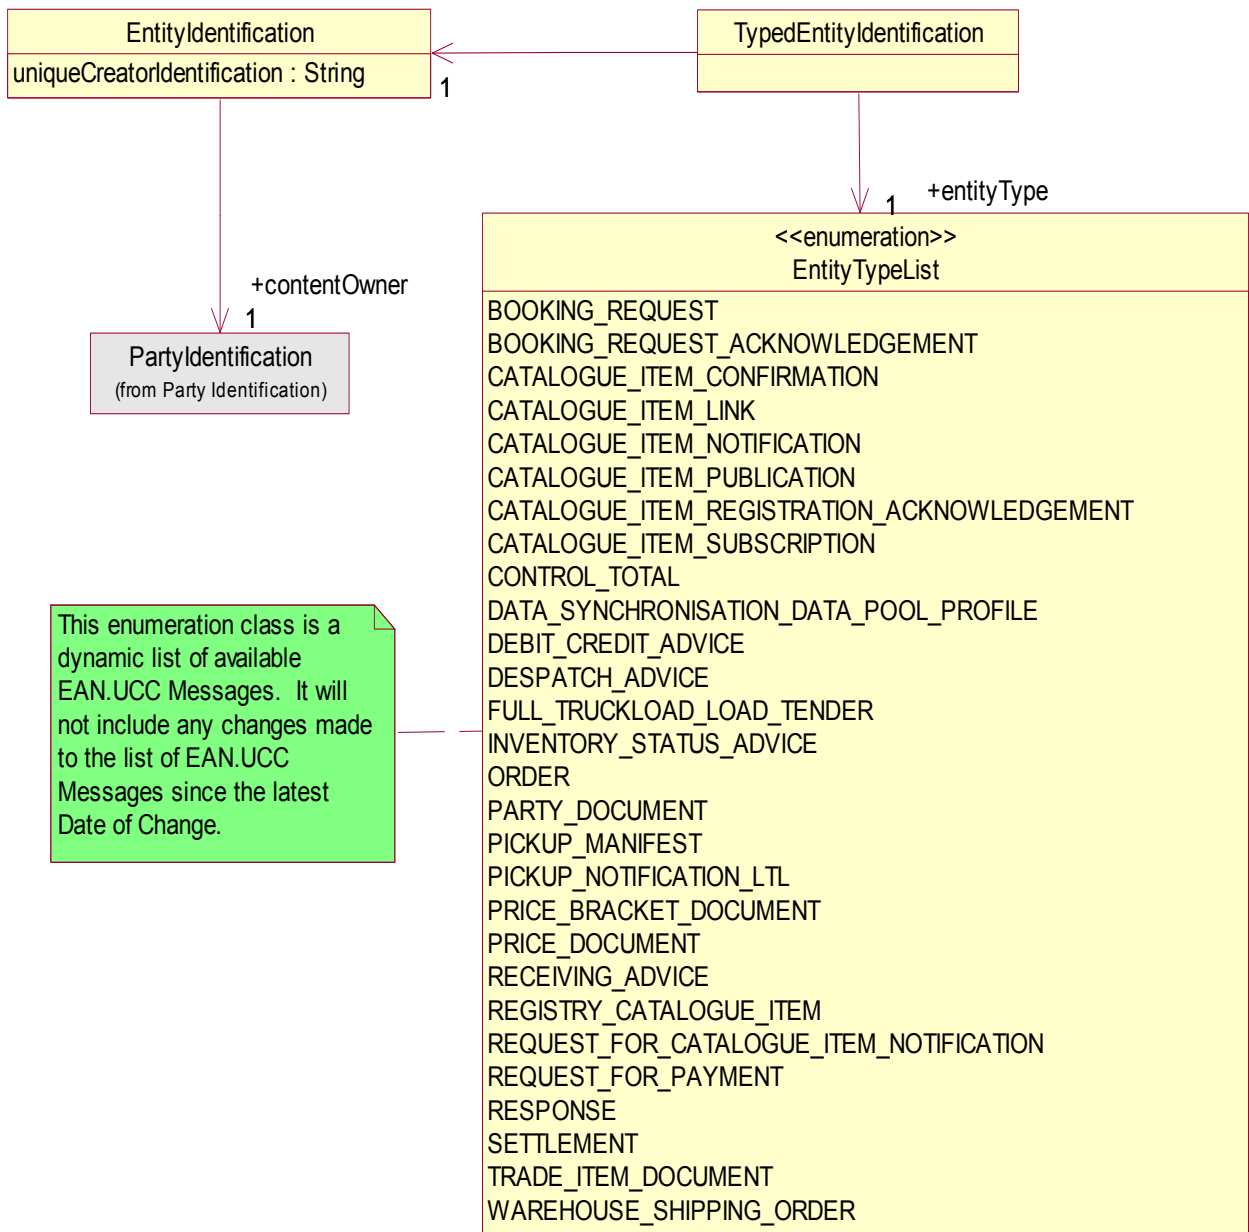 EntityIdentification
uniqueCreatorIdentification : String
1
TypedEntityIdentification
+entityType
1
+contentOwner
1
PartyIdentification
(from Party Identification)
<<enumeration>>
EntityTypeList
BOOKING_REQUEST
BOOKING_REQUEST_ACKNOWLEDGEMENT
CATALOGUE_ITEM_CONFIRMATION
CATALOGUE_ITEM_LINK
CATALOGUE_ITEM_NOTIFICATION
CATALOGUE_ITEM_PUBLICATION
CATALOGUE_ITEM_REGISTRATION_ACKNOWLEDGEMENT
CATALOGUE_ITEM_SUBSCRIPTION
CONTROL_TOTAL
DATA_SYNCHRONISATION_DATA_POOL_PROFILE
DEBIT_CREDIT_ADVICE
DESPATCH_ADVICE
FULL_TRUCKLOAD_LOAD_TENDER
INVENTORY_STATUS_ADVICE
ORDER
PARTY_DOCUMENT
PICKUP_MANIFEST
PICKUP_NOTIFICATION_LTL
PRICE_BRACKET_DOCUMENT
PRICE_DOCUMENT
RECEIVING_ADVICE
REGISTRY_CATALOGUE_ITEM
REQUEST_FOR_CATALOGUE_ITEM_NOTIFICATION
REQUEST_FOR_PAYMENT
RESPONSE
SETTLEMENT
TRADE_ITEM_DOCUMENT
WAREHOUSE_SHIPPING_ORDER
This enumeration class is a
dynamic list of available
EAN.UCC Messages. It will
not include any changes made
to the list of EAN.UCC
Messages since the latest
Date of Change.